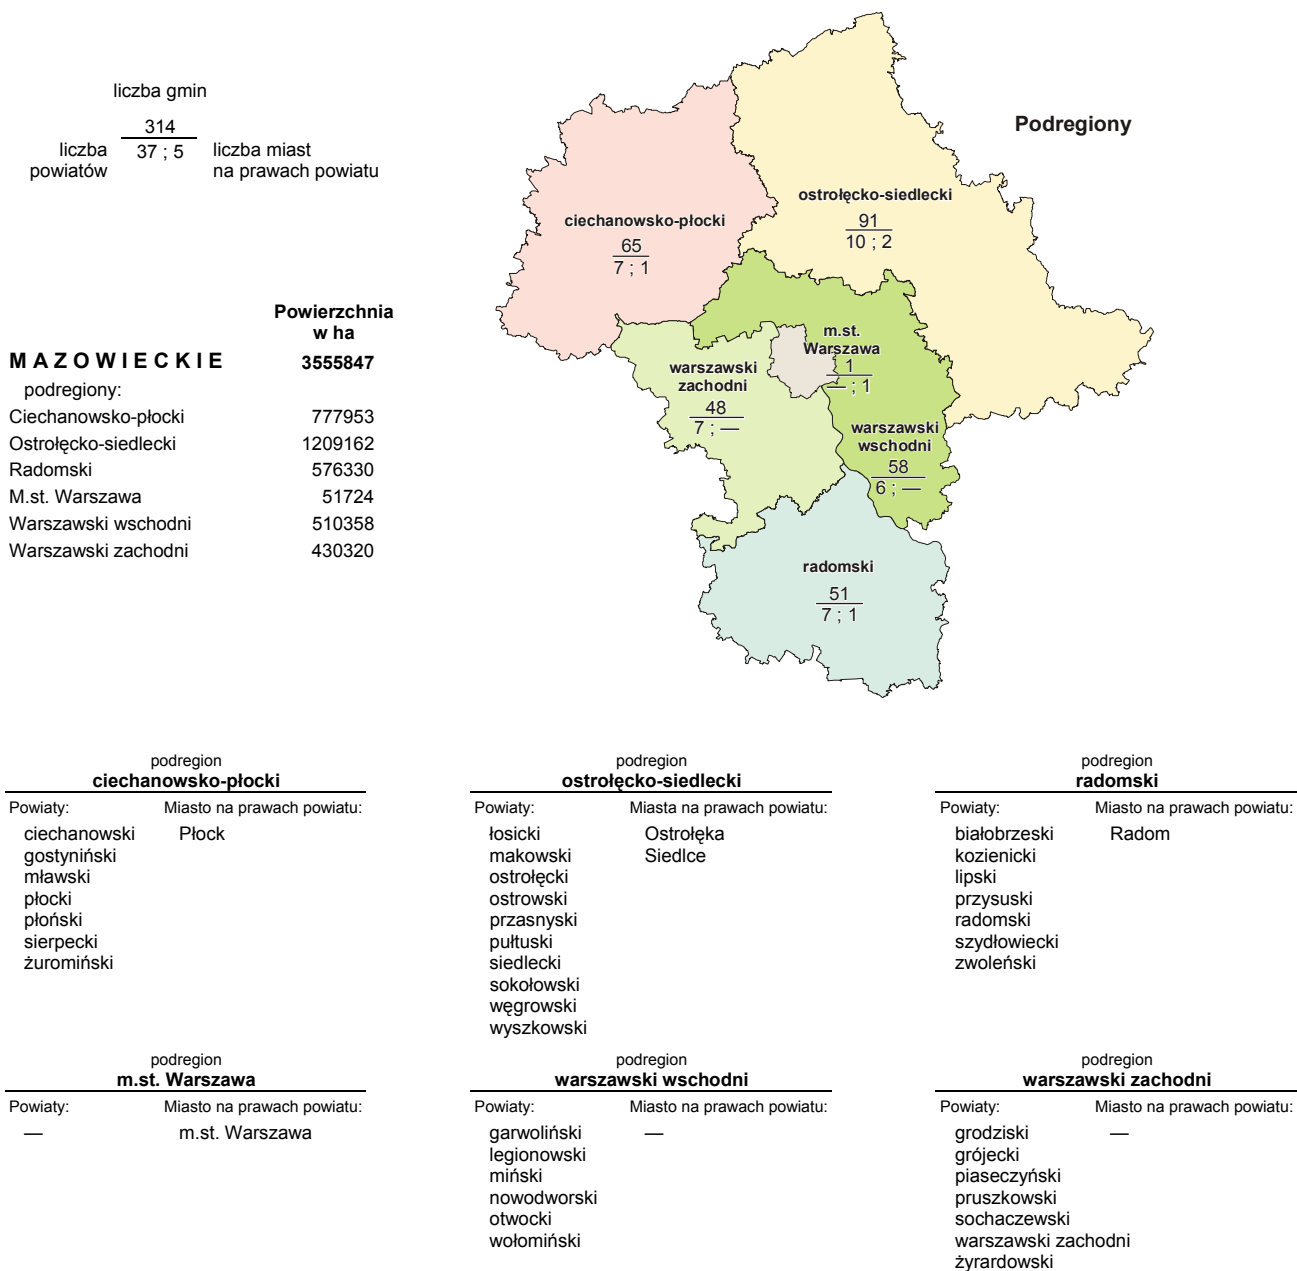 liczba gmin
314
liczba powiatów
37 ; 5
liczba miast na prawach powiatu
Podregiony
ostrołęcko-siedlecki
91
10 ; 2
ciechanowsko-płocki
65
7 ; 1
m.st. Warszawa
1
— ; 1
warszawski zachodni
48
7 ; —
warszawski wschodni
58
6 ; —
radomski
51
7 ; 1
Powierzchnia
w ha
MAZOWIECKIE 3555847
podregiony:
Ciechanowsko-płocki 777953
Ostrołęcko-siedlecki 1209162
Radomski 576330
M.st. Warszawa 51724
Warszawski wschodni 510358
Warszawski zachodni 430320
podregion
ciechanowsko-płocki
Powiaty: Miasto na prawach powiatu:
ciechanowski Płock
gostyniński
mławski
płocki
płoński
sierpecki
żuromiński
podregion
ostrołęcko-siedlecki
Powiaty: Miasta na prawach powiatu:
łosicki Ostrołęka
makowski Siedlce
ostrołęcki
ostrowski
przasnyski
pułtuski
siedlecki
sokołowski
węgrowski
wyszkowski
podregion
radomski
Powiaty: Miasto na prawach powiatu:
białobrzeski Radom
kozienicki
lipski
przysuski
radomski
szydłowiecki
zwoleński
podregion
m.st. Warszawa
Powiaty: Miasto na prawach powiatu:
— m.st. Warszawa
podregion
warszawski wschodni
Powiaty: Miasto na prawach powiatu:
garwoliński —
legionowski
miński
nowodworski
otwocki
wołomiński
podregion
warszawski zachodni
Powiaty: Miasto na prawach powiatu:
grodziski —
grójecki
piaseczyński
pruszkowski
sochaczewski
warszawski zachodni
żyrardowski